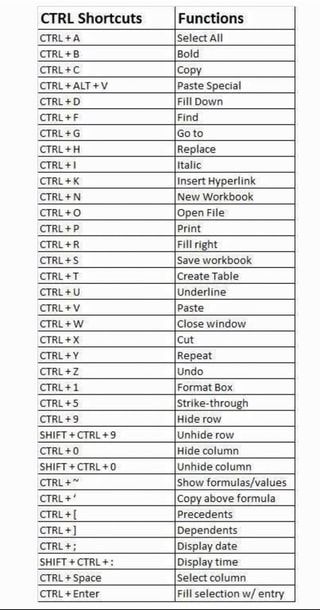 CTRL Shortcuts Functions
CTRL + A Select All
CTRL + B Bold
CTRL + C Copy
CTRL + ALT + V Paste Special
CTRL + D Fill Down
CTRL + F Find
CTRL + G Go to
CTRL + H Replace
CTRL + I Italic
CTRL + K Insert Hyperlink
CTRL + N New Workbook
CTRL + O Open File
CTRL + P Print
CTRL + R Fill right
CTRL + S Save workbook
CTRL + T Create Table
CTRL + U Underline
CTRL + V Paste
CTRL + W Close window
CTRL + X Cut
CTRL + Y Repeat
CTRL + Z Undo
CTRL + 1 Format Box
CTRL + 5 Strike-through
CTRL + 9 Hide row
SHIFT + CTRL + 9 Unhide row
CTRL + 0 Hide column
SHIFT + CTRL + 0 Unhide column
CTRL + ~ Show formulas/values
CTRL + ‘ Copy above formula
CTRL + [ Precedents
CTRL + ] Dependents
CTRL + ; Display date
SHIFT + CTRL + : Display time
CTRL + Space Select column
CTRL + Enter Fill selection w/ entry